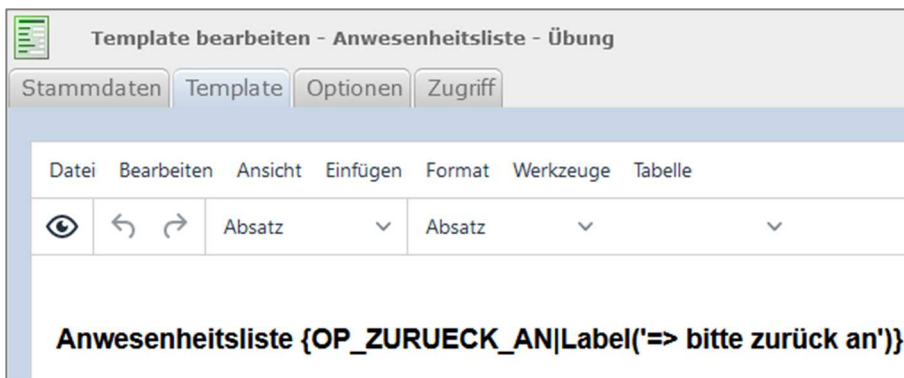 Template bearbeiten - Anwesenheitsliste - Übung
Stammdaten Template Optionen Zugriff
Datei Bearbeiten Ansicht Einfügen Format Werkzeuge Tabelle
Absatz Absatz
Anwesenheitsliste {OP_ZURUECK_AN|Label('=> bitte zurück an')}